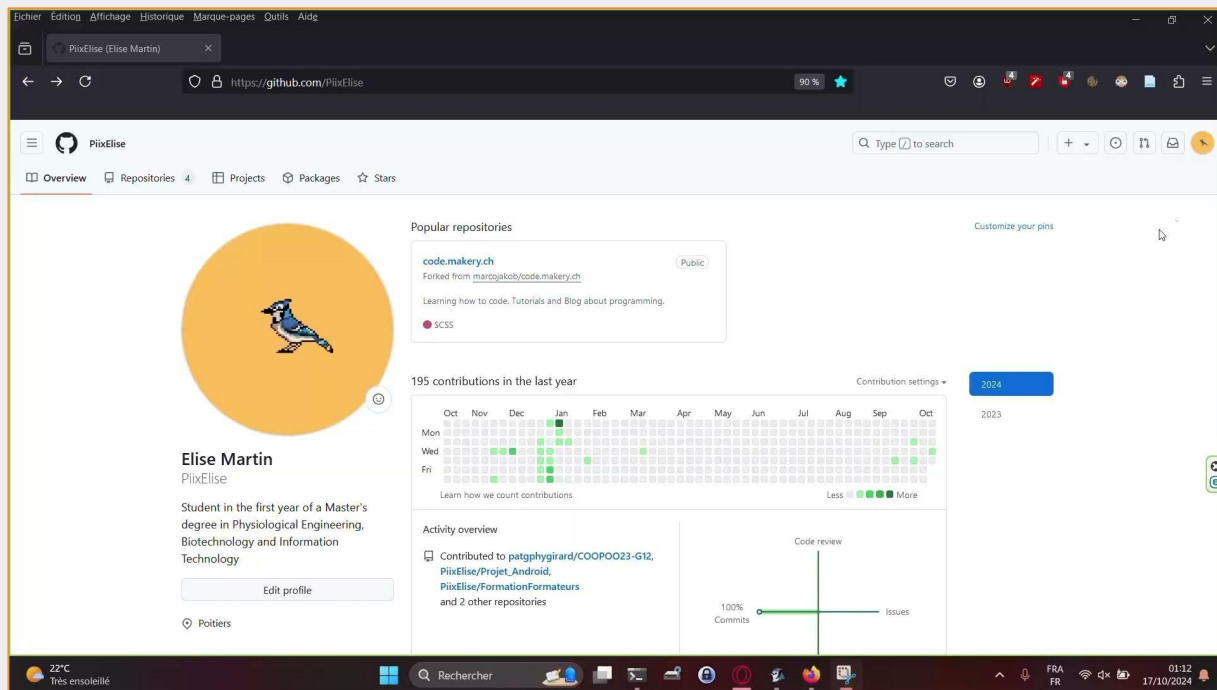 Fichier Édition Affichage Historique Marque-pages Outils Aide
PiixElise (Elise Martin)
https://github.com/PiixElise
90 %
4
4
PiixElise
Type / to search
Overview Repositories 4 Projects Packages Stars
Popular repositories
Customize your pins
code.makery.ch
Public
Forked from marcojakob/code.makery.ch
Learning how to code. Tutorials and Blog about programming.
SCSS
195 contributions in the last year
Contribution settings
2024
2023
Oct Nov Dec Jan Feb Mar Apr May Jun Jul Aug Sep Oct
Mon
Wed
Fri
Learn how we count contributions
Less More
Elise Martin
PiixElise
Student in the first year of a Master's
degree in Physiological Engineering,
Biotechnology and Information
Technology
Edit profile
Poitiers
Activity overview
Contributed to patgphygirard/COOPOO23-G12,
PiixElise/Projet_Android,
PiixElise/FormationFormateurs
and 2 other repositories
Code review
100%
Commits
Issues
22°C
Très ensoleillé
Rechercher
FRA
FR
01:12
17/10/2024